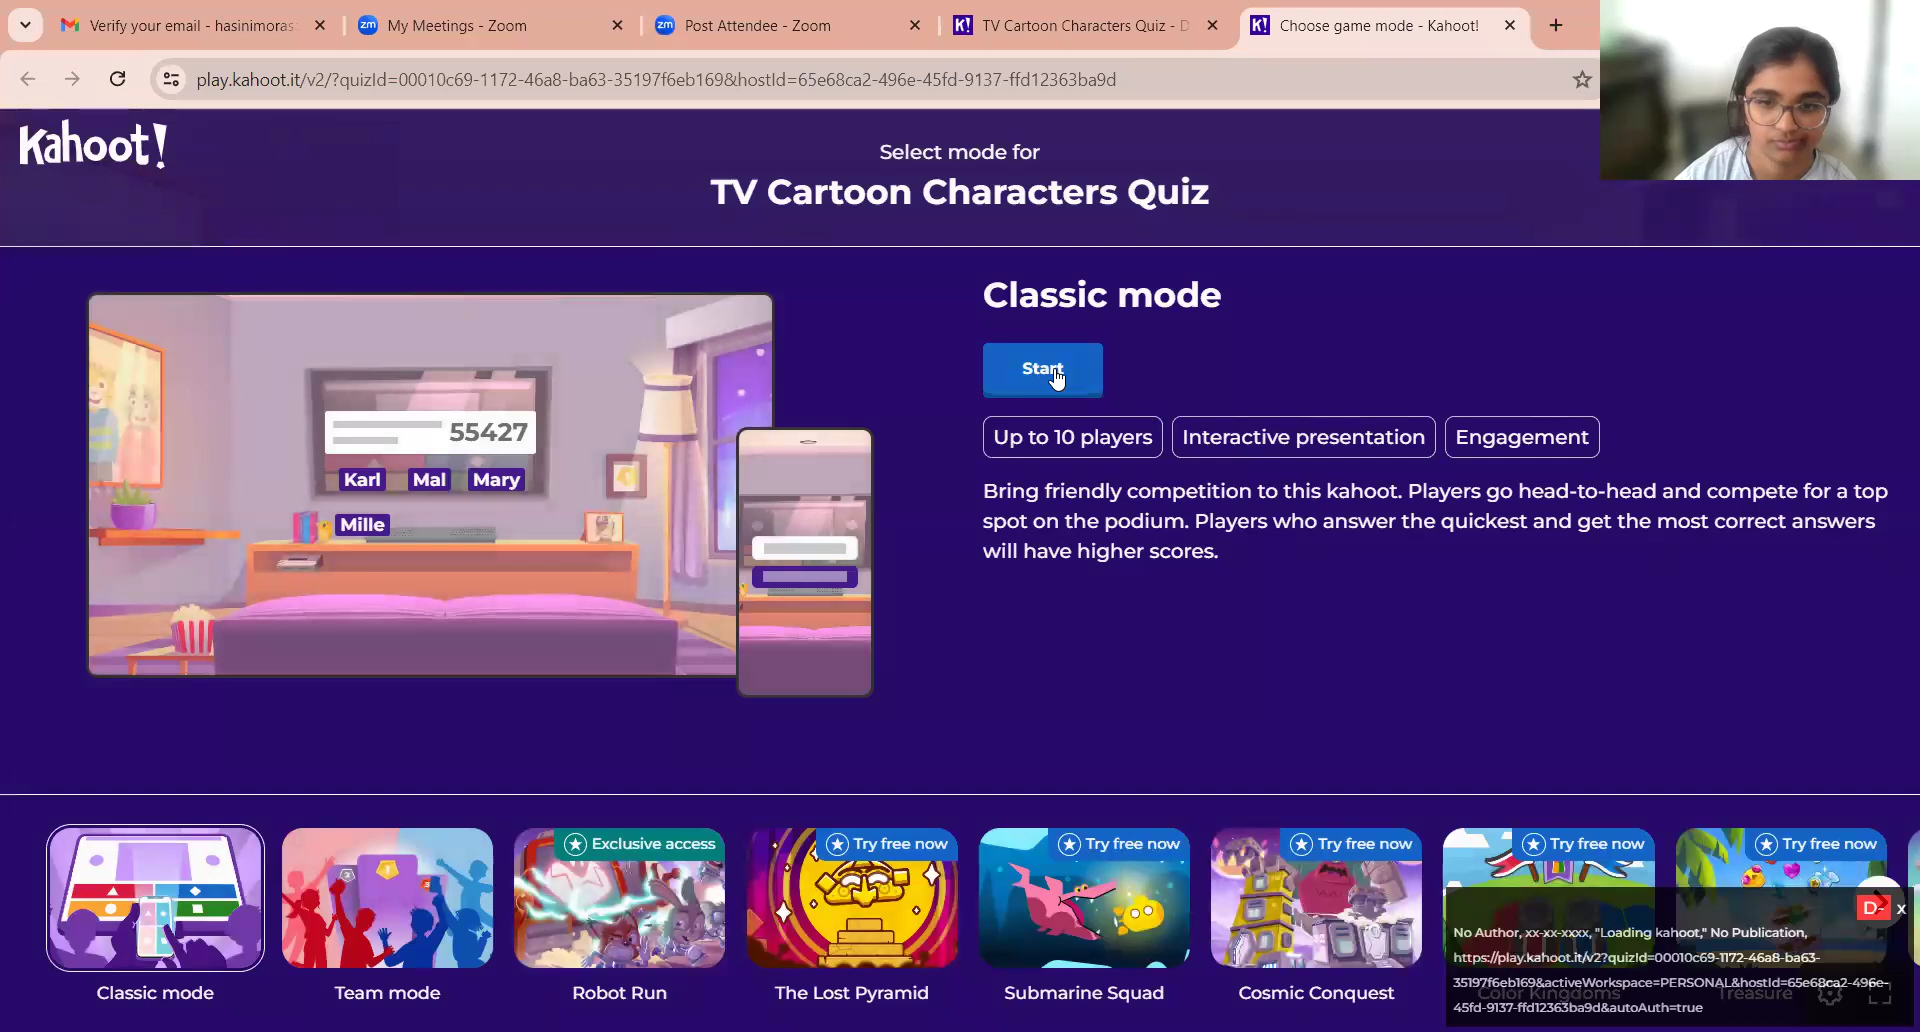 Verify your email - hasinimoras
My Meetings - Zoom
Post Attendee - Zoom
TV Cartoon Characters Quiz - D
Choose game mode - Kahoot!
play.kahoot.it/v2/?quizId=00010c69-1172-46a8-ba63-35197f6eb169&hostId=65e68ca2-496e-45fd-9137-ffd12363ba9d
Kahoot!
Select mode for
TV Cartoon Characters Quiz
Classic mode
Start
Up to 10 players
Interactive presentation
Engagement
Bring friendly competition to this kahoot. Players go head-to-head and compete for a top
spot on the podium. Players who answer the quickest and get the most correct answers
will have higher scores.
55427
Karl
Mal
Mary
Mille
Exclusive access
Try free now
Try free now
Try free now
Try free now
Try free now
Classic mode
Team mode
Robot Run
The Lost Pyramid
Submarine Squad
Cosmic Conquest
Color Kingdoms
Treasure
D-
x
No Author, xx-xx-xxxx, "Loading kahoot," No Publication,
https://play.kahoot.it/v2?quizId=00010c69-1172-46a8-ba63-
35197f6eb169&activeWorkspace=PERSONAL&hostId=65e68ca2-496e-
45fd-9137-ffd12363ba9d&autoAuth=true